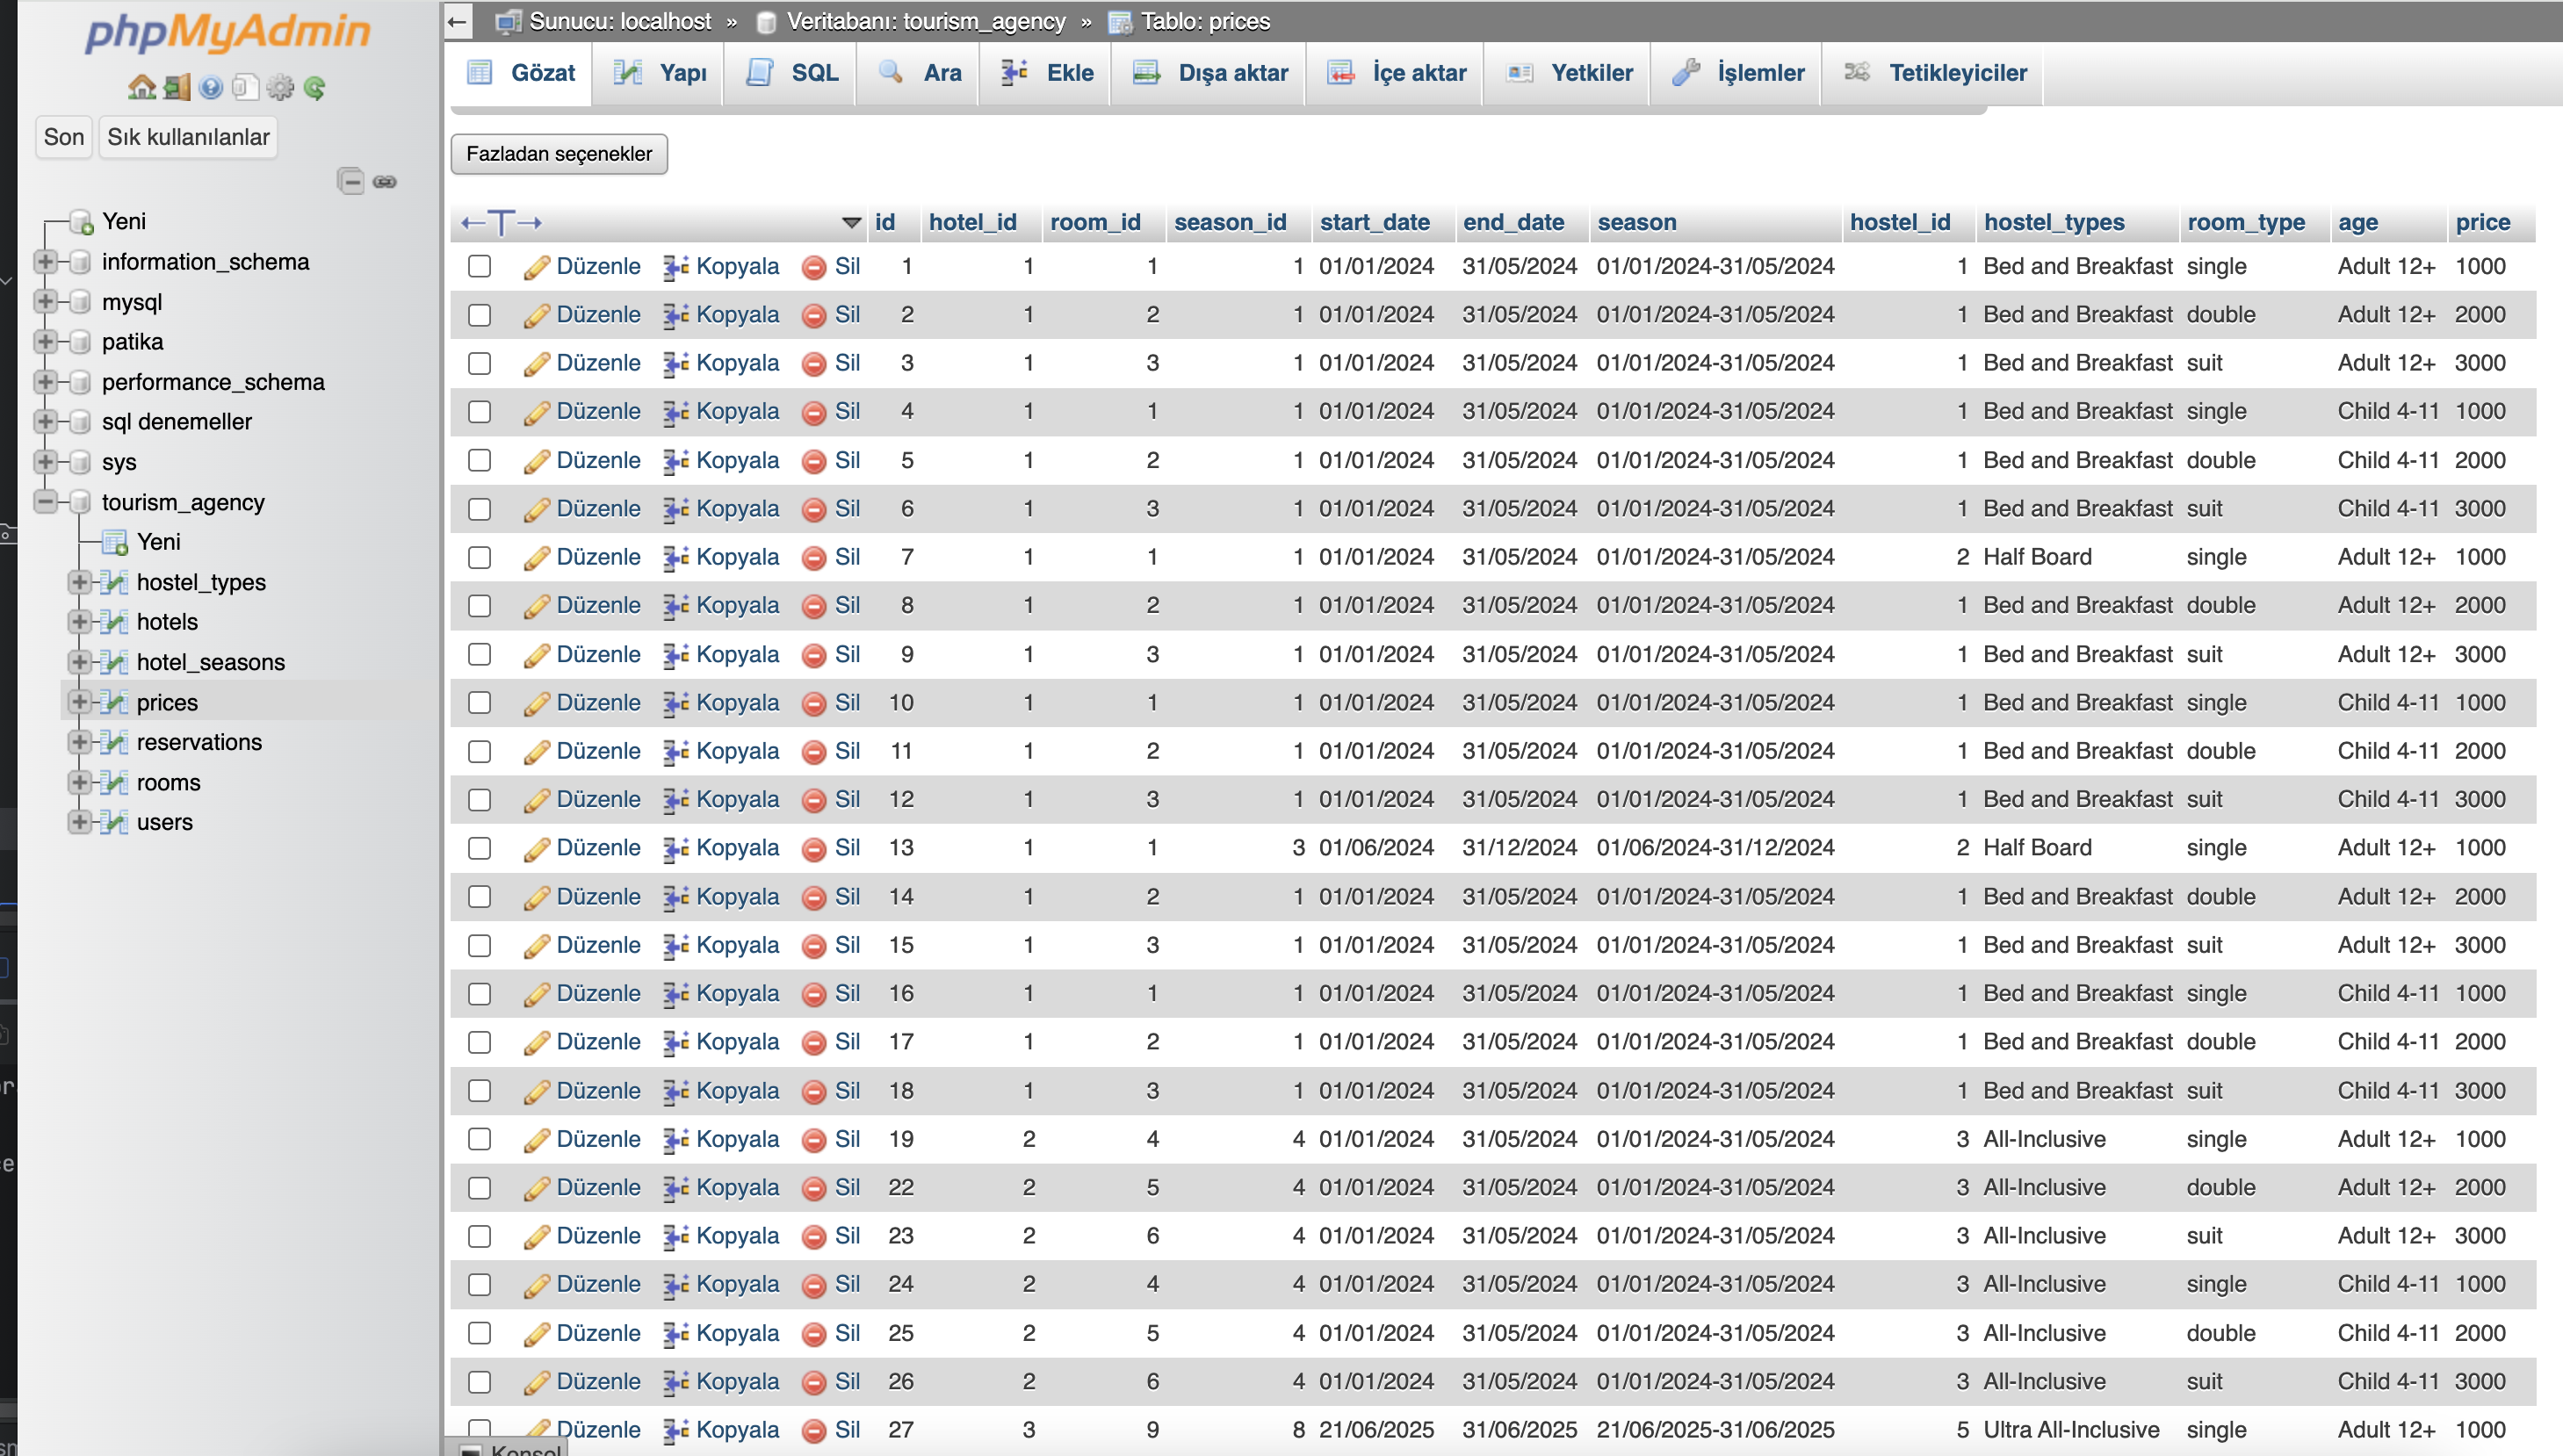 phpMyAdmin
Son Sık kullanılanlar
Yeni
information_schema
mysql
patika
performance_schema
sql denemeller
sys
tourism_agency
Yeni
hostel_types
hotels
hotel_seasons
prices
reservations
rooms
users
Sunucu: localhost » Veritabanı: tourism_agency » Tablo: prices
Gözat Yapı SQL Ara Ekle Dışa aktar İçe aktar Yetkiler İşlemler Tetikleyiciler
Fazladan seçenekler
id hotel_id room_id season_id start_date end_date season hostel_id hostel_types room_type age price
Düzenle Kopyala Sil 1 1 1 1 01/01/2024 31/05/2024 01/01/2024-31/05/2024 1 Bed and Breakfast single Adult 12+ 1000
Düzenle Kopyala Sil 2 1 2 1 01/01/2024 31/05/2024 01/01/2024-31/05/2024 1 Bed and Breakfast double Adult 12+ 2000
Düzenle Kopyala Sil 3 1 3 1 01/01/2024 31/05/2024 01/01/2024-31/05/2024 1 Bed and Breakfast suit Adult 12+ 3000
Düzenle Kopyala Sil 4 1 1 1 01/01/2024 31/05/2024 01/01/2024-31/05/2024 1 Bed and Breakfast single Child 4-11 1000
Düzenle Kopyala Sil 5 1 2 1 01/01/2024 31/05/2024 01/01/2024-31/05/2024 1 Bed and Breakfast double Child 4-11 2000
Düzenle Kopyala Sil 6 1 3 1 01/01/2024 31/05/2024 01/01/2024-31/05/2024 1 Bed and Breakfast suit Child 4-11 3000
Düzenle Kopyala Sil 7 1 1 1 01/01/2024 31/05/2024 01/01/2024-31/05/2024 2 Half Board single Adult 12+ 1000
Düzenle Kopyala Sil 8 1 2 1 01/01/2024 31/05/2024 01/01/2024-31/05/2024 1 Bed and Breakfast double Adult 12+ 2000
Düzenle Kopyala Sil 9 1 3 1 01/01/2024 31/05/2024 01/01/2024-31/05/2024 1 Bed and Breakfast suit Adult 12+ 3000
Düzenle Kopyala Sil 10 1 1 1 01/01/2024 31/05/2024 01/01/2024-31/05/2024 1 Bed and Breakfast single Child 4-11 1000
Düzenle Kopyala Sil 11 1 2 1 01/01/2024 31/05/2024 01/01/2024-31/05/2024 1 Bed and Breakfast double Child 4-11 2000
Düzenle Kopyala Sil 12 1 3 1 01/01/2024 31/05/2024 01/01/2024-31/05/2024 1 Bed and Breakfast suit Child 4-11 3000
Düzenle Kopyala Sil 13 1 1 3 01/06/2024 31/12/2024 01/06/2024-31/12/2024 2 Half Board single Adult 12+ 1000
Düzenle Kopyala Sil 14 1 2 1 01/01/2024 31/05/2024 01/01/2024-31/05/2024 1 Bed and Breakfast double Adult 12+ 2000
Düzenle Kopyala Sil 15 1 3 1 01/01/2024 31/05/2024 01/01/2024-31/05/2024 1 Bed and Breakfast suit Adult 12+ 3000
Düzenle Kopyala Sil 16 1 1 1 01/01/2024 31/05/2024 01/01/2024-31/05/2024 1 Bed and Breakfast single Child 4-11 1000
Düzenle Kopyala Sil 17 1 2 1 01/01/2024 31/05/2024 01/01/2024-31/05/2024 1 Bed and Breakfast double Child 4-11 2000
Düzenle Kopyala Sil 18 1 3 1 01/01/2024 31/05/2024 01/01/2024-31/05/2024 1 Bed and Breakfast suit Child 4-11 3000
Düzenle Kopyala Sil 19 2 4 4 01/01/2024 31/05/2024 01/01/2024-31/05/2024 3 All-Inclusive single Adult 12+ 1000
Düzenle Kopyala Sil 22 2 5 4 01/01/2024 31/05/2024 01/01/2024-31/05/2024 3 All-Inclusive double Adult 12+ 2000
Düzenle Kopyala Sil 23 2 6 4 01/01/2024 31/05/2024 01/01/2024-31/05/2024 3 All-Inclusive suit Adult 12+ 3000
Düzenle Kopyala Sil 24 2 4 4 01/01/2024 31/05/2024 01/01/2024-31/05/2024 3 All-Inclusive single Child 4-11 1000
Düzenle Kopyala Sil 25 2 5 4 01/01/2024 31/05/2024 01/01/2024-31/05/2024 3 All-Inclusive double Child 4-11 2000
Düzenle Kopyala Sil 26 2 6 4 01/01/2024 31/05/2024 01/01/2024-31/05/2024 3 All-Inclusive suit Child 4-11 3000
Düzenle Kopyala Sil 27 3 9 8 21/06/2025 31/06/2025 21/06/2025-31/06/2025 5 Ultra All-Inclusive single Adult 12+ 1000
Konsol